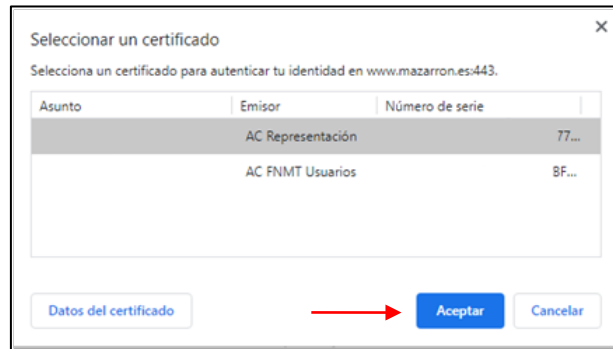 Seleccionar un certificado
Selecciona un certificado para autenticar tu identidad en www.mazarron.es:443.
Asunto Emisor Número de serie
AC Representación 77...
AC FNMT Usuarios BF...
Datos del certificado Aceptar Cancelar